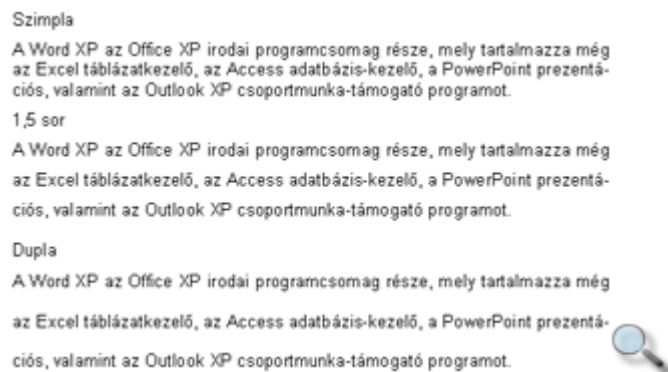 Szimpla
A Word XP az Office XP irodai programcsomag része, mely tartalmazza még
az Excel táblázatkezelő, az Access adatbázis-kezelő, a PowerPoint prezentá-
ciós, valamint az Outlook XP csoportmunka-támogató programot.
1,5 sor
A Word XP az Office XP irodai programcsomag része, mely tartalmazza még
az Excel táblázatkezelő, az Access adatbázis-kezelő, a PowerPoint prezentá-
ciós, valamint az Outlook XP csoportmunka-támogató programot.
Dupla
A Word XP az Office XP irodai programcsomag része, mely tartalmazza még
az Excel táblázatkezelő, az Access adatbázis-kezelő, a PowerPoint prezentá-
ciós, valamint az Outlook XP csoportmunka-támogató programot.